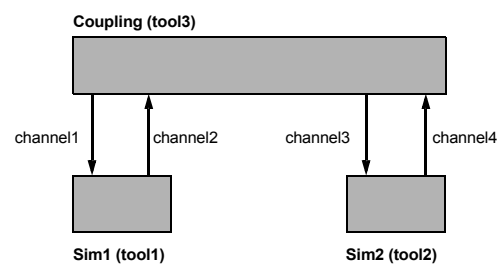 Coupling (tool3)
channel1
channel2
channel3
channel4
Sim1 (tool1)
Sim2 (tool2)